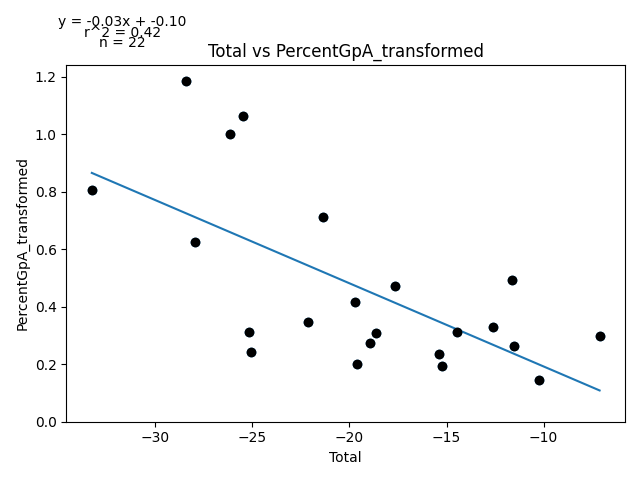 y = -0.03x + -0.10
r^2 = 0.42
n = 22
Total vs PercentGpA_transformed
PercentGpA_transformed
1.2
1.0
0.8
0.6
0.4
0.2
0.0
−30 −25 −20 −15 −10
Total